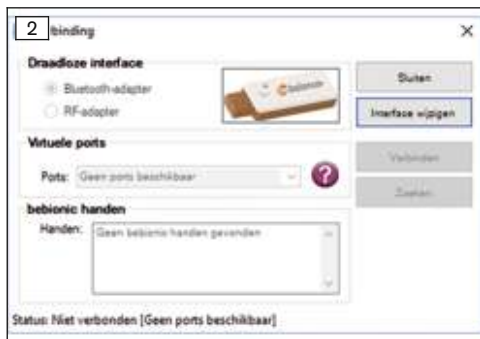 2
binding
Draadloze interface
Bluetooth-adapter
RF-adapter
bebionic
Sluiten
Interface wijzigen
Virtuele ports
Ports: Geen ports beschikbaar
?
Verbinden
Zoeken
bebionic handen
Handen: Geen bebionic handen gevonden
Status: Niet verbonden [Geen ports beschikbaar]